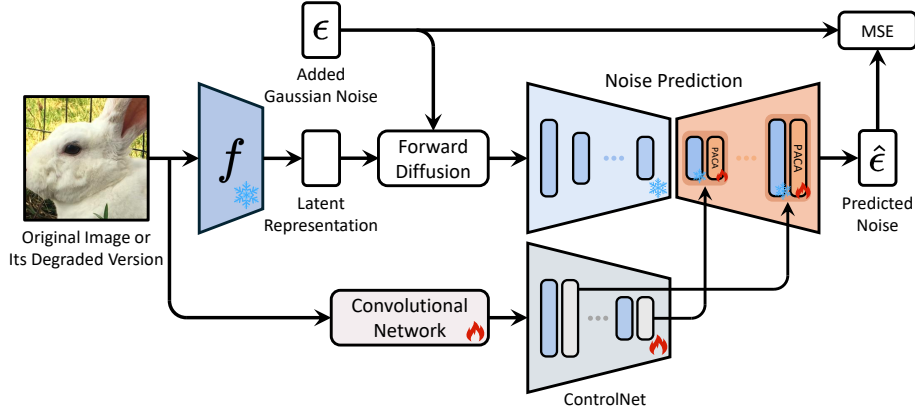 ϵ
Added
Gaussian Noise
MSE
Noise Prediction
f
Forward
Diffusion
PACA
PACA
ϵ̂
Latent
Representation
Predicted
Noise
Original Image or
Its Degraded Version
Convolutional
Network
ControlNet